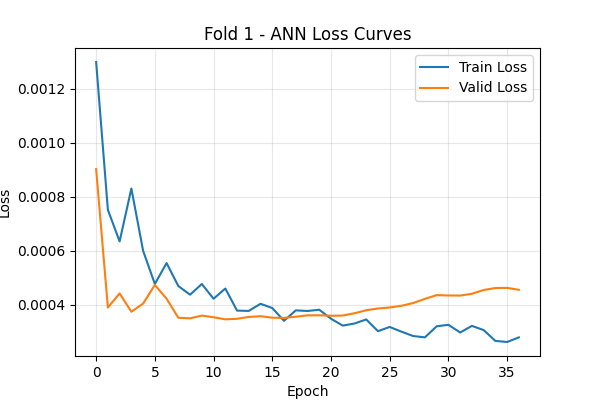 Fold 1 - ANN Loss Curves
Train Loss
Valid Loss
Loss
0.0012
0.0010
0.0008
0.0006
0.0004
0 5 10 15 20 25 30 35
Epoch